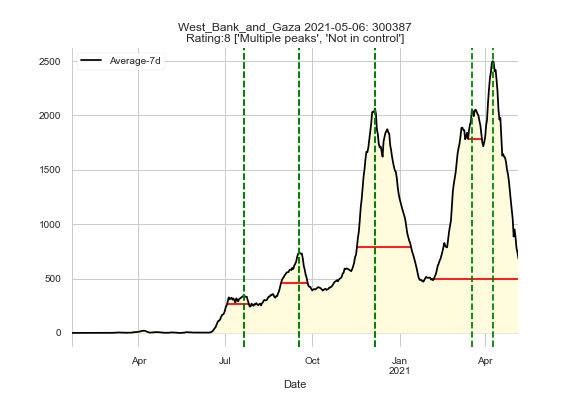 West_Bank_and_Gaza 2021-05-06: 300387
Rating:8 ['Multiple peaks', 'Not in control']
Average-7d
2500
2000
1500
1000
500
0
Apr
Jul
Oct
Jan
2021
Apr
Date